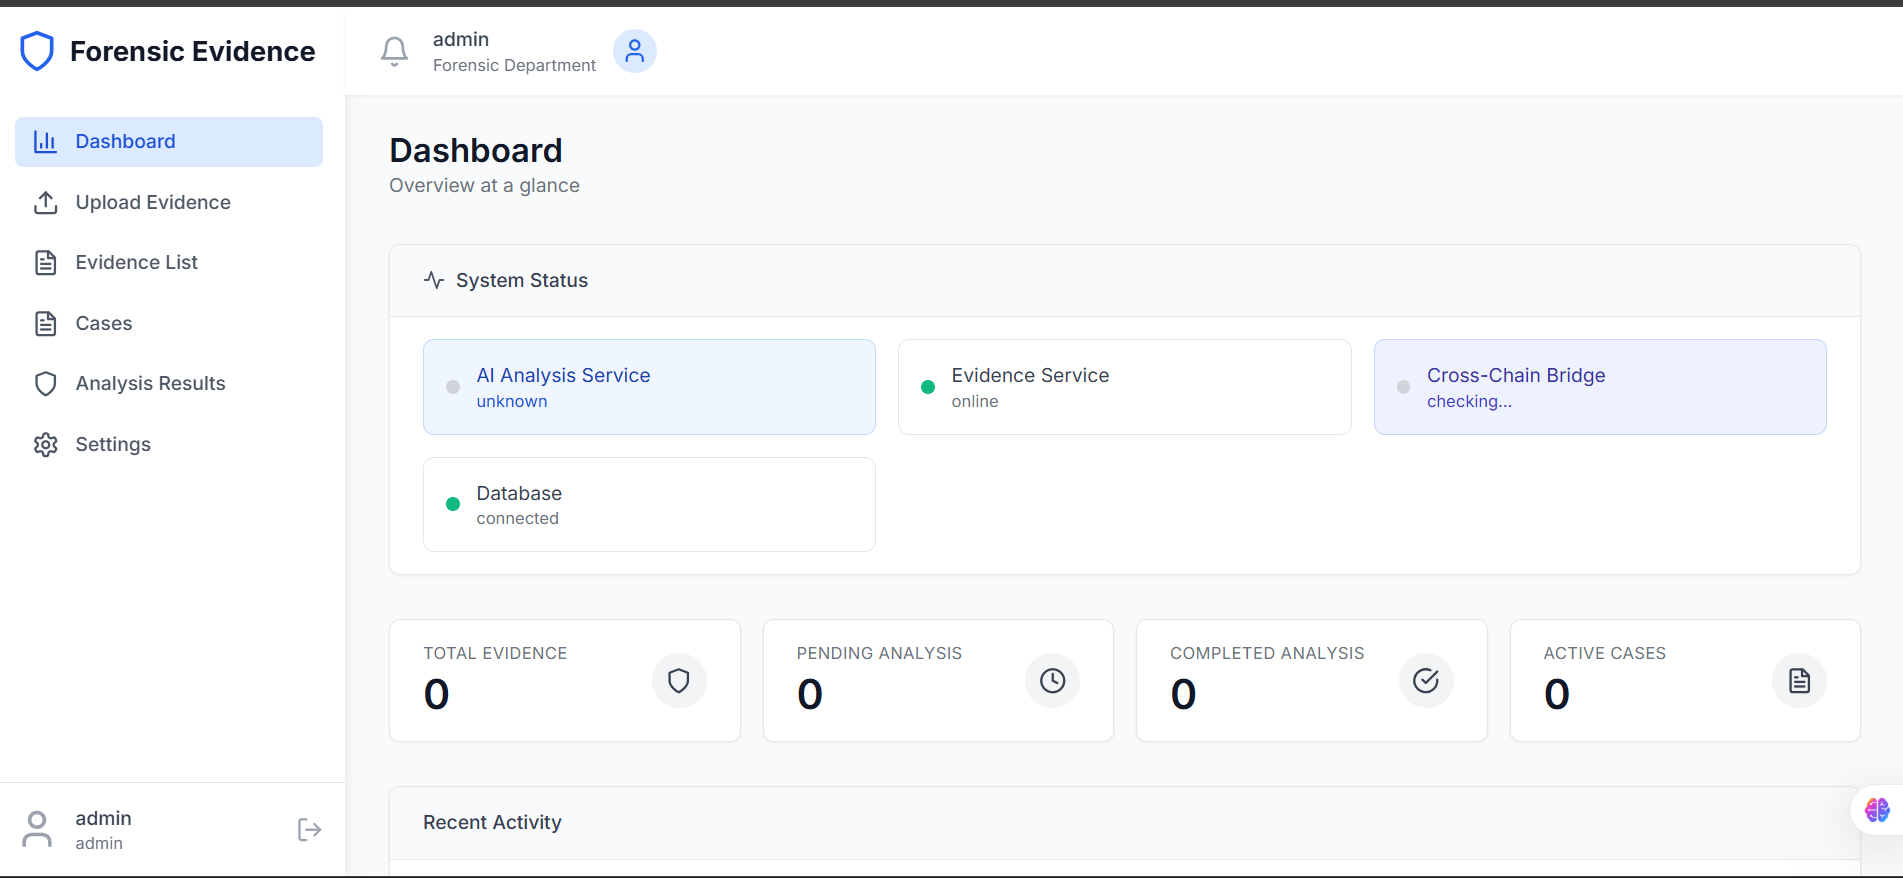 Forensic Evidence
Dashboard
Upload Evidence
Evidence List
Cases
Analysis Results
Settings
admin
admin
admin
Forensic Department
Dashboard
Overview at a glance
System Status
AI Analysis Service
unknown
Evidence Service
online
Cross-Chain Bridge
checking...
Database
connected
TOTAL EVIDENCE
0
PENDING ANALYSIS
0
COMPLETED ANALYSIS
0
ACTIVE CASES
0
Recent Activity